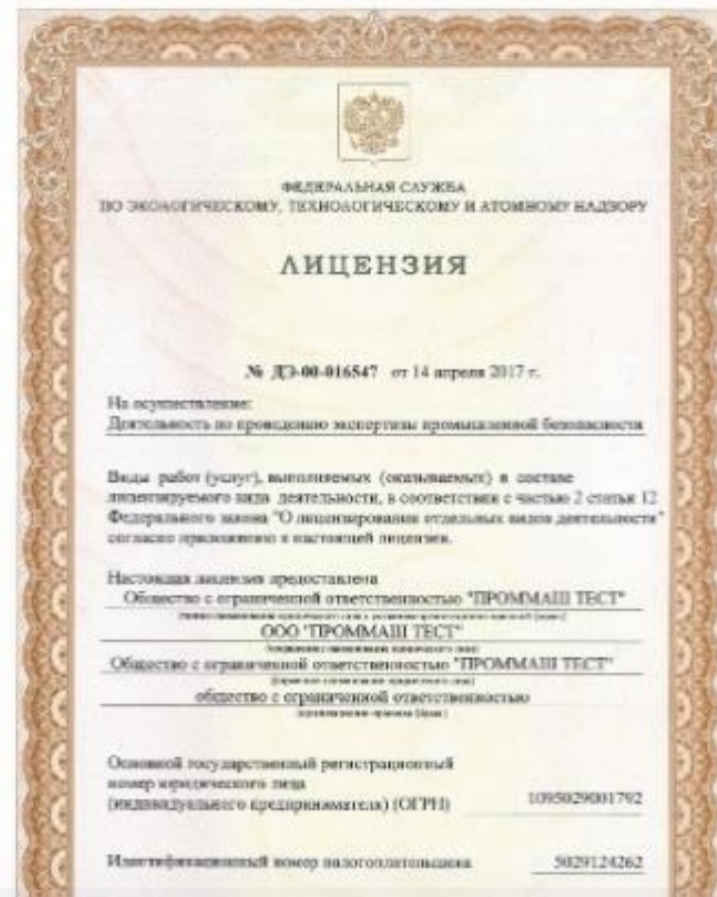 ФЕДЕРАЛЬНАЯ СЛУЖБА
ПО ЭКОЛОГИЧЕСКОМУ, ТЕХНОЛОГИЧЕСКОМУ И АТОМНОМУ НАДЗОРУ
ЛИЦЕНЗИЯ
№ ДЭ-00-016547 от 14 апреля 2017 г.
На осуществление:
Деятельность по проведению экспертизы промышленной безопасности
Виды работ (услуг), выполняемых (оказываемых) в составе
лицензируемого вида деятельности, в соответствии с частью 2 статьи 12
Федерального закона "О лицензировании отдельных видов деятельности"
согласно приложению к настоящей лицензии.
Настоящая лицензия предоставлена
Общество с ограниченной ответственностью "ПРОММАШ ТЕСТ"
ООО "ПРОММАШ ТЕСТ"
Общество с ограниченной ответственностью "ПРОММАШ ТЕСТ"
общество с ограниченной ответственностью
Основной государственный регистрационный
номер юридического лица
(индивидуального предпринимателя) (ОГРН) 1095029001792
Идентификационный номер налогоплательщика 5029124262